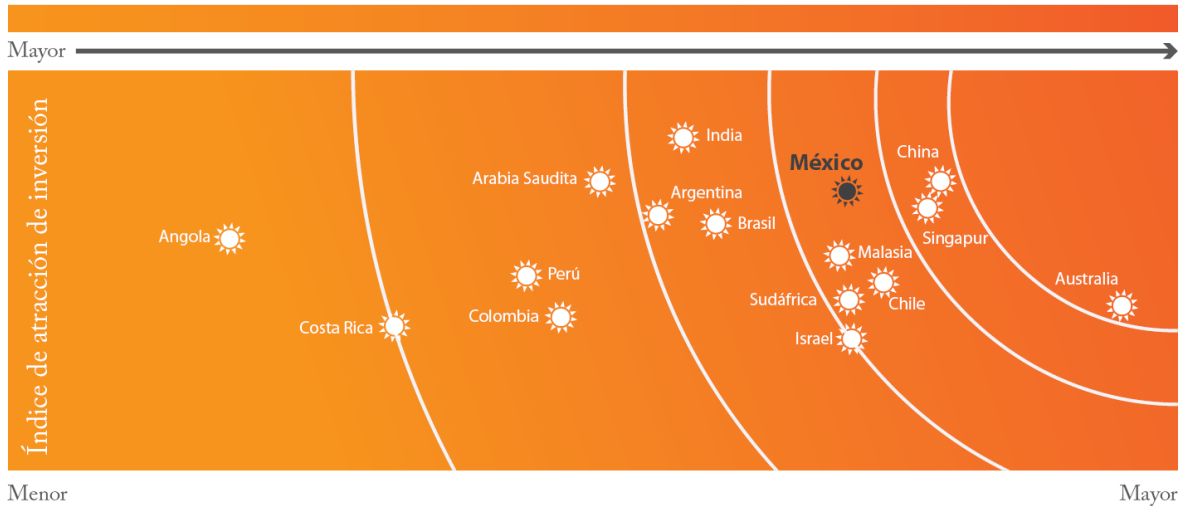 Mayor
Índice de atracción de inversión
India
China
México
Arabia Saudita
Argentina
Brasil
Singapur
Angola
Malasia
Perú
Australia
Sudáfrica
Chile
Colombia
Costa Rica
Israel
Menor
Mayor